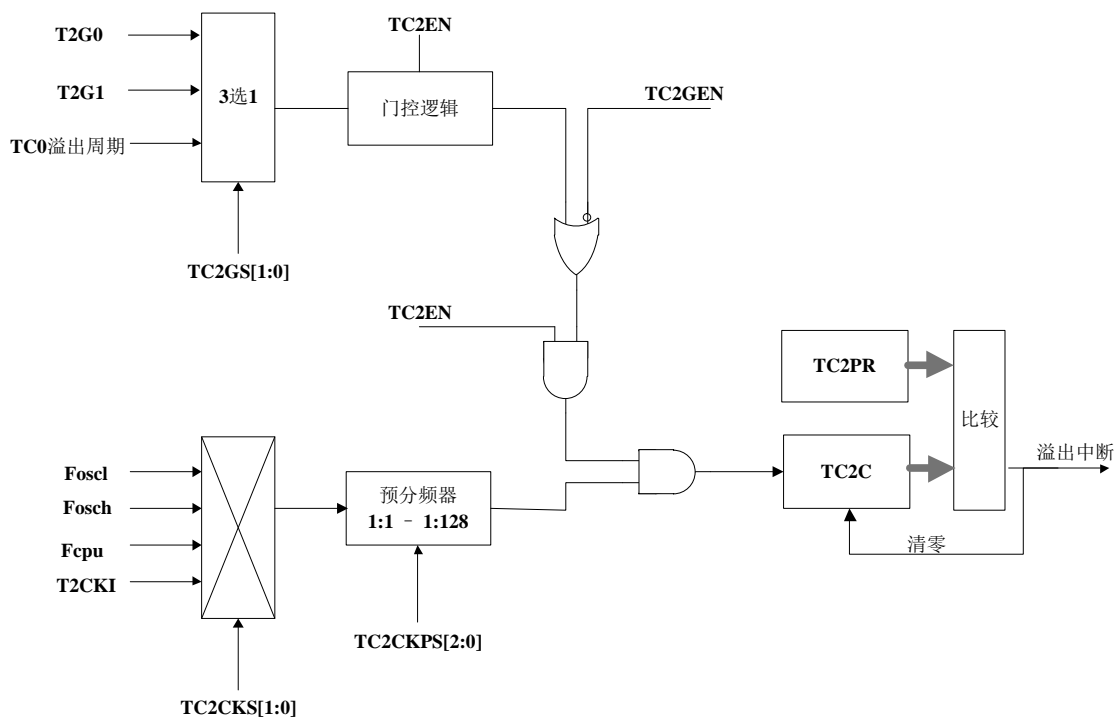 T2G0
T2G1
TC0溢出周期
3选1
TC2GS[1:0]
TC2EN
门控逻辑
TC2GEN
TC2EN
TC2PR
TC2C
比较
溢出中断
清零
Foscl
Fosch
Fcpu
T2CKI
预分频器
1:1 - 1:128
TC2CKPS[2:0]
TC2CKS[1:0]